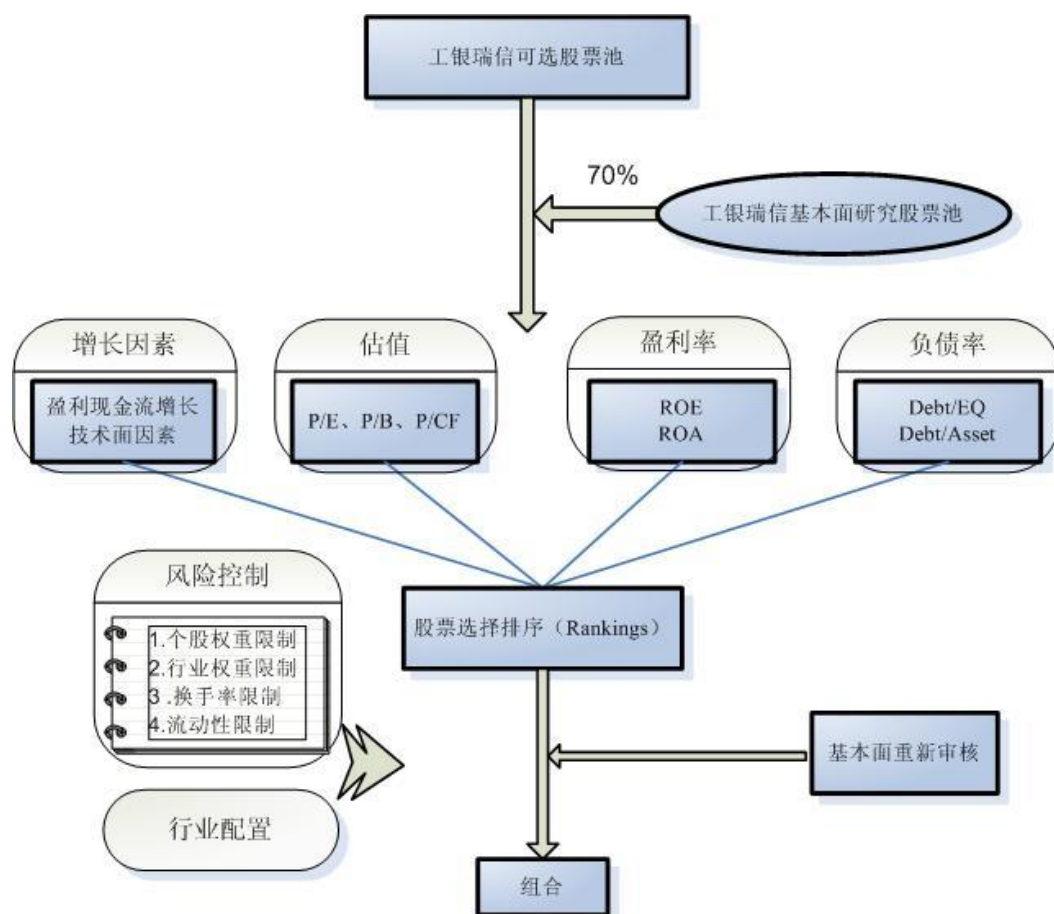 工银瑞信可选股票池
70%
工银瑞信基本面研究股票池
增长因素
盈利现金流增长
技术面因素
估值
P/E、P/B、P/CF
盈利率
ROE
ROA
负债率
Debt/EQ
Debt/Asset
风险控制
1.个股权重限制
2.行业权重限制
3 .换手率限制
4.流动性限制
股票选择排序（Rankings）
基本面重新审核
行业配置
组合